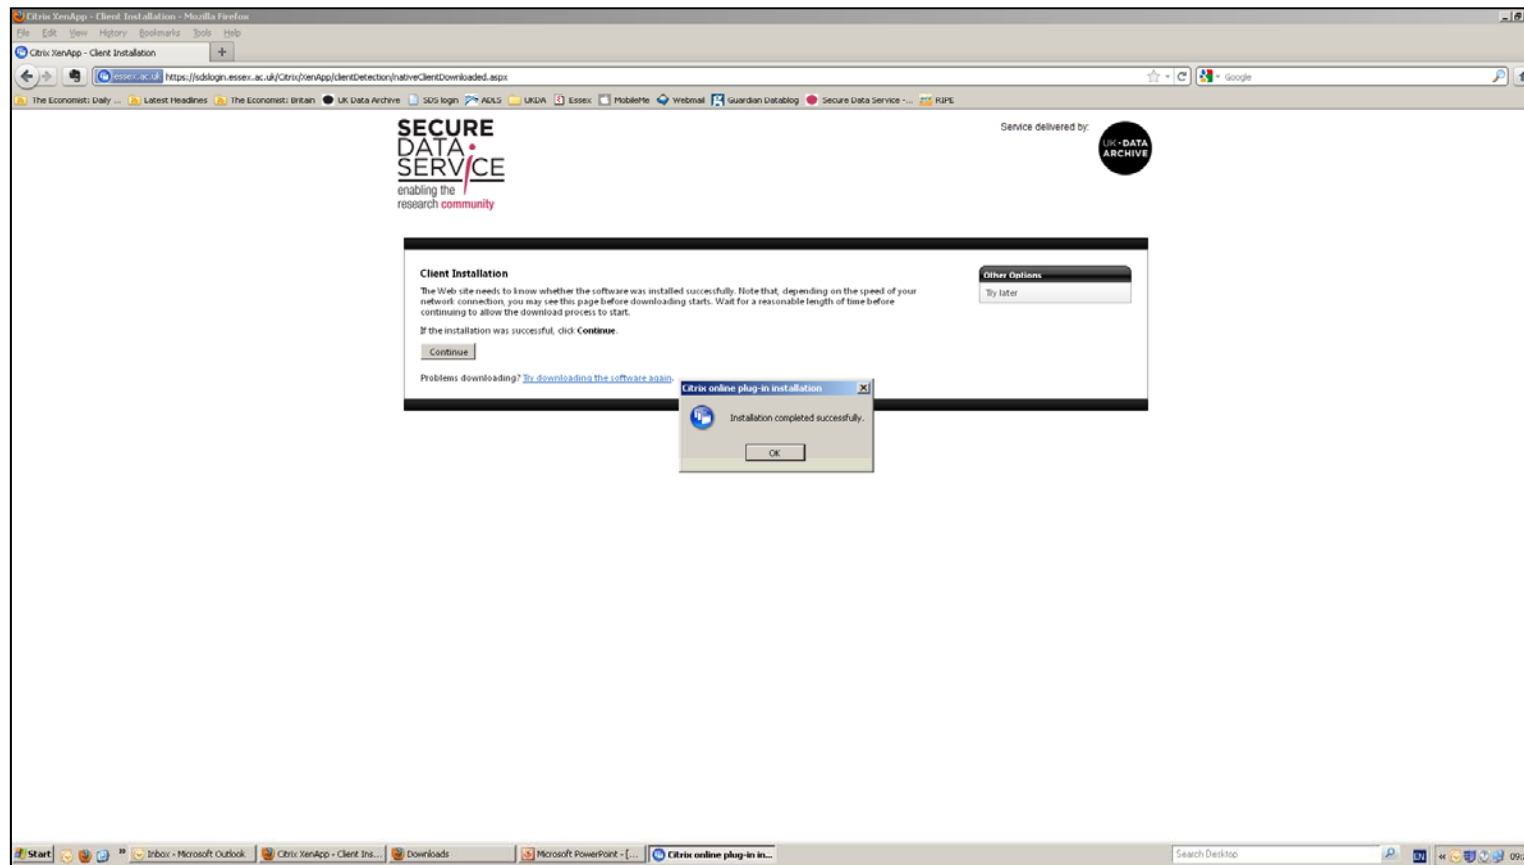 Citrix XenApp - Client Installation - Mozilla Firefox
File Edit View History Bookmarks Tools Help
Citrix XenApp - Client Installation +
essex.ac.uk https://sdslogin.essex.ac.uk/Citrix/XenApp/clientDetection/nativeClientDownloaded.aspx Google
The Economist: Daily ... Latest Headlines The Economist: Britain UK Data Archive SDS login ADLS UKDA Essex MobileMe Webmail Guardian Datablog Secure Data Service -... RIPE
SECURE
DATA
SERVICE
enabling the
research community
Service delivered by:
UK-DATA
ARCHIVE
Client Installation
The Web site needs to know whether the software was installed successfully. Note that, depending on the speed of your
network connection, you may see this page before downloading starts. Wait for a reasonable length of time before
continuing to allow the download process to start.
If the installation was successful, click Continue.
Continue
Problems downloading? Try downloading the software again.
Other Options
Try later
Citrix online plug-in installation
Installation completed successfully.
OK
Start Inbox - Microsoft Outlook Citrix XenApp - Client Ins... Downloads Microsoft PowerPoint - [... Citrix online plug-in in... Search Desktop EN « 09: